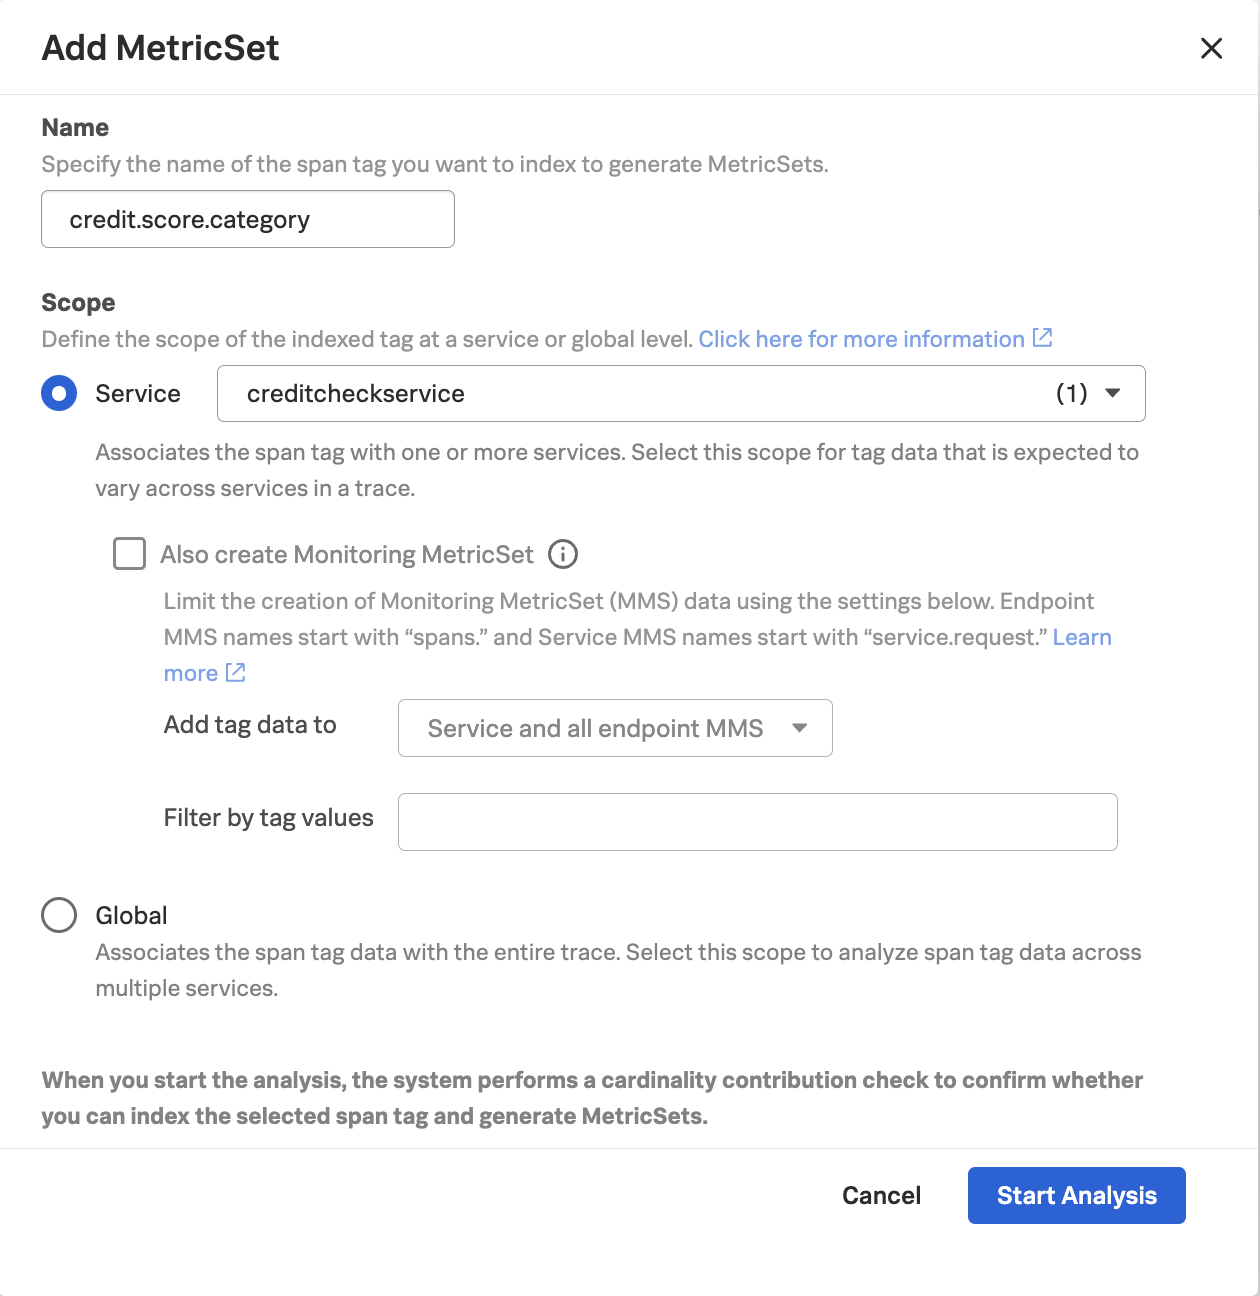 Add MetricSet
Name
Specify the name of the span tag you want to index to generate MetricSets.
credit.score.category
Scope
Define the scope of the indexed tag at a service or global level. Click here for more information
Service
creditcheckservice (1)
Associates the span tag with one or more services. Select this scope for tag data that is expected to
vary across services in a trace.
Also create Monitoring MetricSet
Limit the creation of Monitoring MetricSet (MMS) data using the settings below. Endpoint
MMS names start with “spans.” and Service MMS names start with “service.request.” Learn
more
Add tag data to
Service and all endpoint MMS
Filter by tag values
Global
Associates the span tag data with the entire trace. Select this scope to analyze span tag data across
multiple services.
When you start the analysis, the system performs a cardinality contribution check to confirm whether
you can index the selected span tag and generate MetricSets.
Cancel
Start Analysis